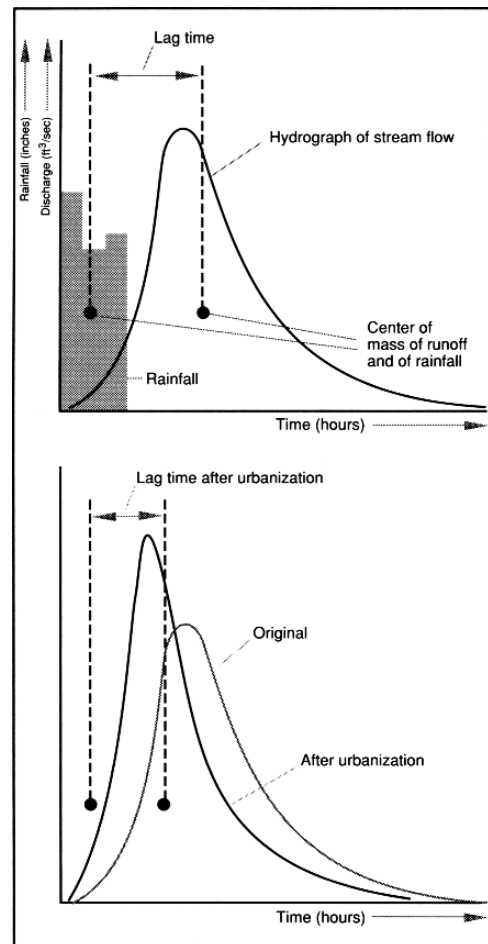 Lag time
Rainfall (inches)
Discharge (ft³/sec)
Hydrograph of stream flow
Center of
mass of runoff
and of rainfall
Rainfall
Time (hours)
Lag time after urbanization
Original
After urbanization
Time (hours)